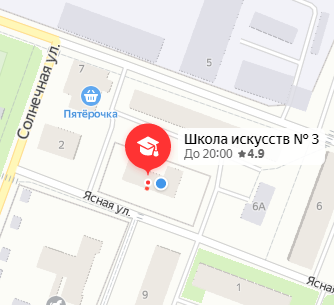 Солнечная ул.
7
5
Пятёрочка
Школа искусств № 3
До 20:00 ★4.9
2
Ясная ул.
6А
6
9
1
Ясная